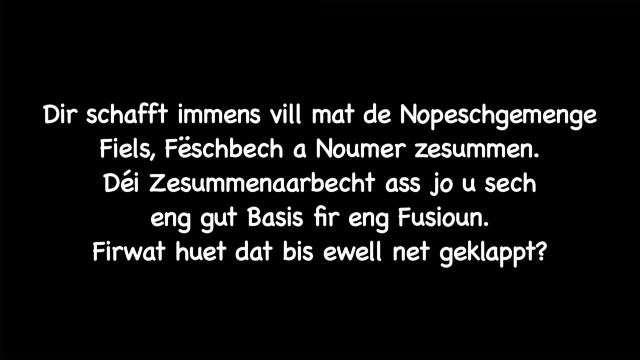 Dir schafft immens vill mat de Nopeschgemenge
Fiels, Fëschbech a Noumer zesummen.
Déi Zesummenaarbecht ass jo u sech
eng gut Basis fir eng Fusioun.
Firwat huet dat bis ewell net geklappt?